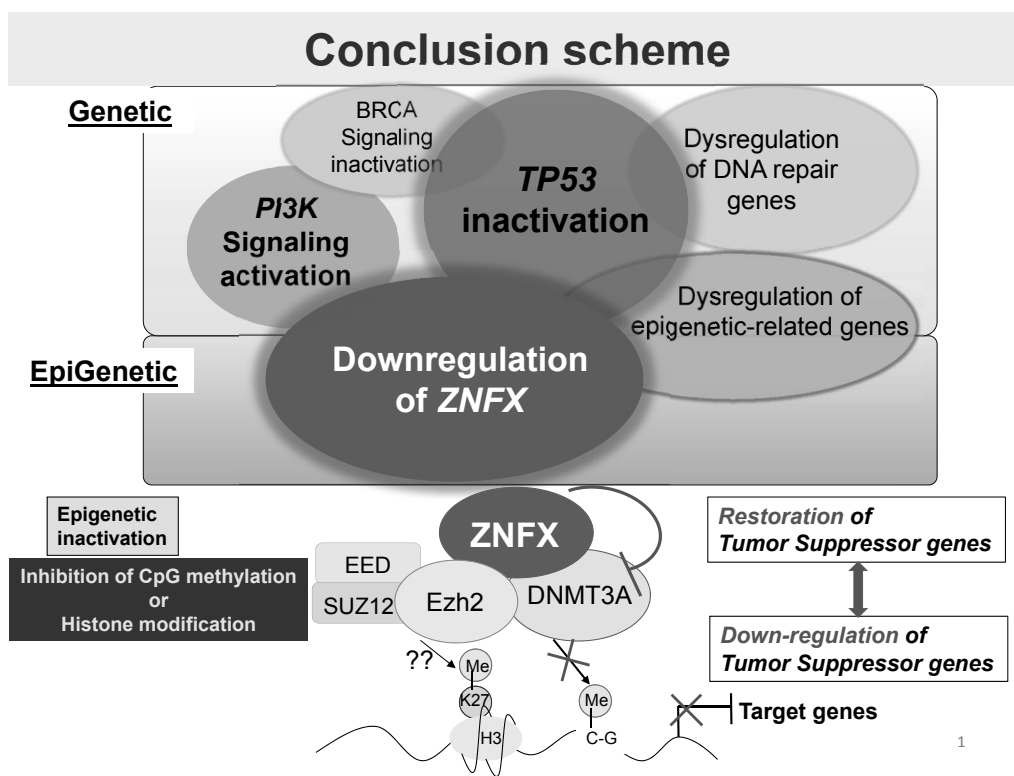 Conclusion scheme
Genetic
BRCA
Signaling
inactivation
TP53
inactivation
Dysregulation
of DNA repair
genes
PI3K
Signaling
activation
Dysregulation of
epigenetic-related genes
EpiGenetic
Downregulation
of ZNFX
Epigenetic
inactivation
Inhibition of CpG methylation
or
Histone modification
ZNFX
EED
SUZ12
Ezh2
DNMT3A
??
Me
K27
H3
Me
C-G
Restoration of
Tumor Suppressor genes
Down-regulation of
Tumor Suppressor genes
Target genes
1